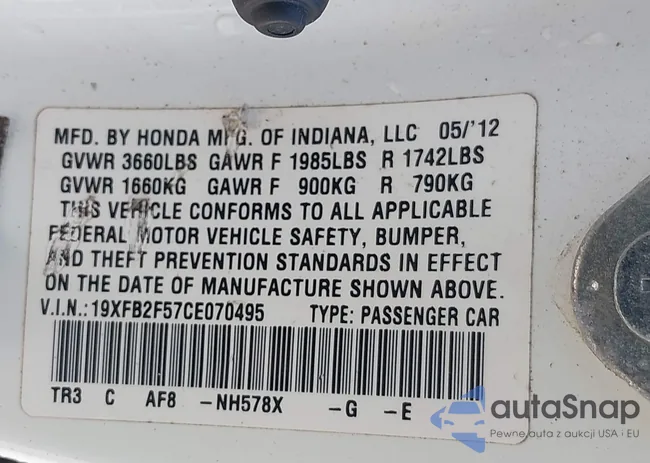 MFD. BY HONDA MFG. OF INDIANA, LLC 05/'12
GVWR 3660LBS GAWR F 1985LBS R 1742LBS
GVWR 1660KG GAWR F 900KG R 790KG
THIS VEHICLE CONFORMS TO ALL APPLICABLE
FEDERAL MOTOR VEHICLE SAFETY, BUMPER,
AND THEFT PREVENTION STANDARDS IN EFFECT
ON THE DATE OF MANUFACTURE SHOWN ABOVE.
V.I.N.:19XFB2F57CE070495 TYPE: PASSENGER CAR
TR3 C AF8 -NH578X -G -E
autaSnap
Pewne auta z aukcji USA i EU